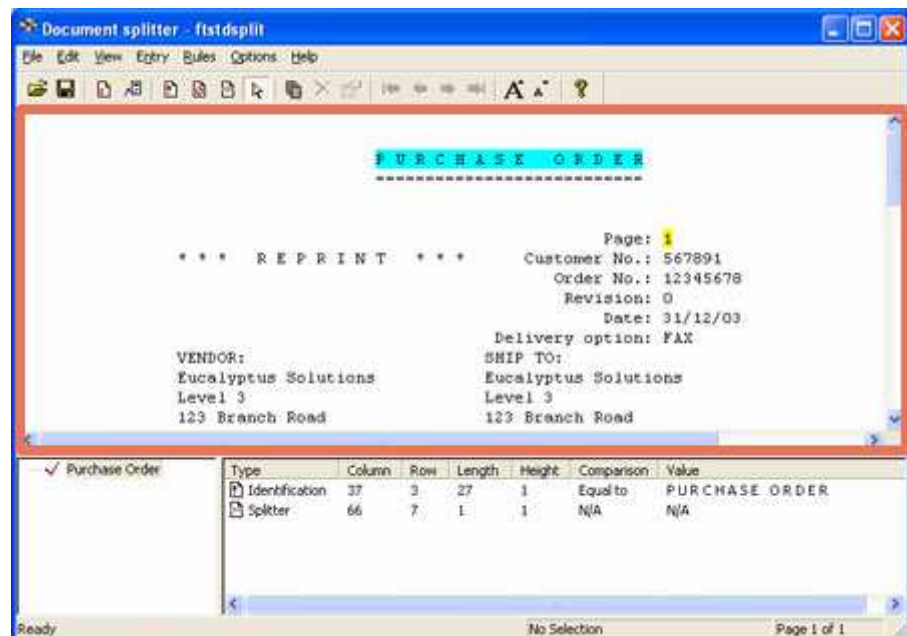 Document splitter - ftstdsplit
File Edit View Entry Rules Options Help
P U R C H A S E   O R D E R
---------------------------
Page: 1
* * *   R E P R I N T   * * *   Customer No.: 567891
Order No.: 12345678
Revision: 0
Date: 31/12/03
Delivery option: FAX
VENDOR:   SHIP TO:
Eucalyptus Solutions   Eucalyptus Solutions
Level 3   Level 3
123 Branch Road   123 Branch Road
Purchase Order
Type   Column   Row   Length   Height   Comparison   Value
Identification   37   3   27   1   Equal to   P U R C H A S E   O R D E R
Splitter   66   7   1   1   N/A   N/A
Ready   No Selection   Page 1 of 1